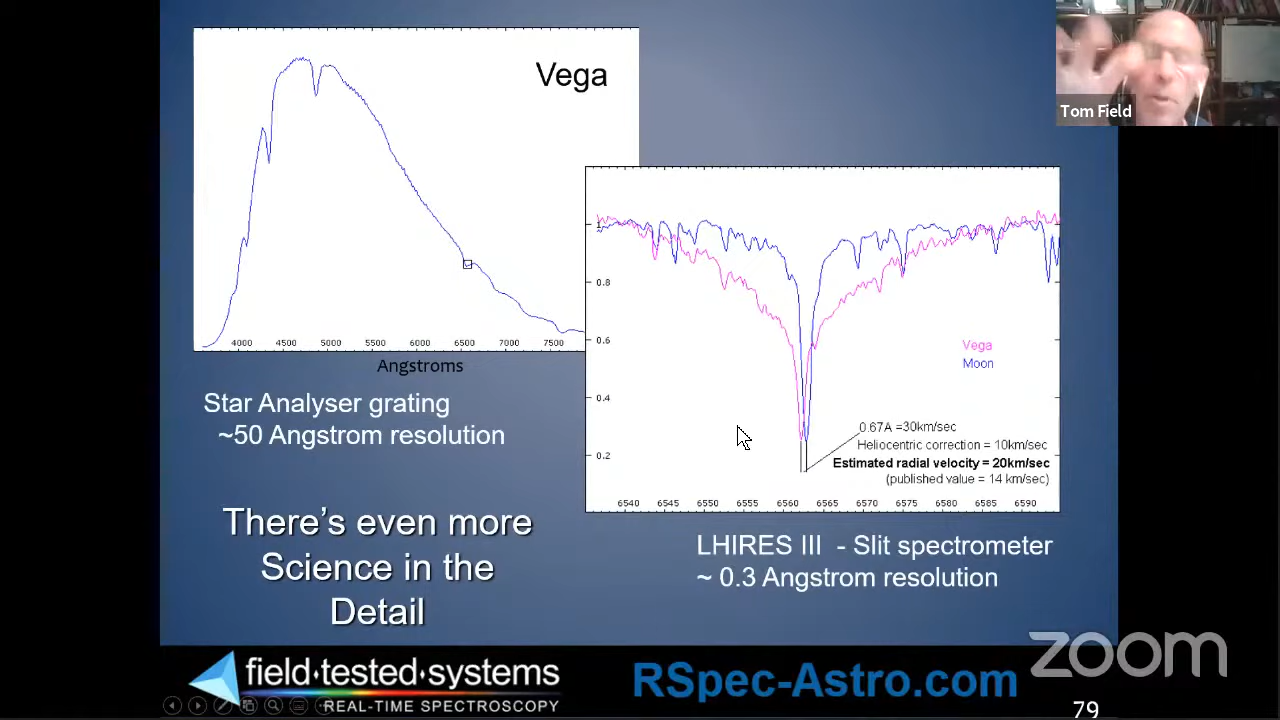 Vega
4000 4500 5000 5500 6000 6500 7000 7500
Angstroms
Star Analyser grating
~50 Angstrom resolution
There's even more
Science in the
Detail
Tom Field
1
0.8
0.6
0.4
0.2
Vega
Moon
0.67A =30km/sec
Heliocentric correction = 10km/sec
Estimated radial velocity = 20km/sec
(published value = 14 km/sec)
6540 6545 6550 6555 6560 6565 6570 6575 6580 6585 6590
LHIRES III - Slit spectrometer
~ 0.3 Angstrom resolution
field·tested·systems
REAL-TIME SPECTROSCOPY
RSpec-Astro.com
zoom
79